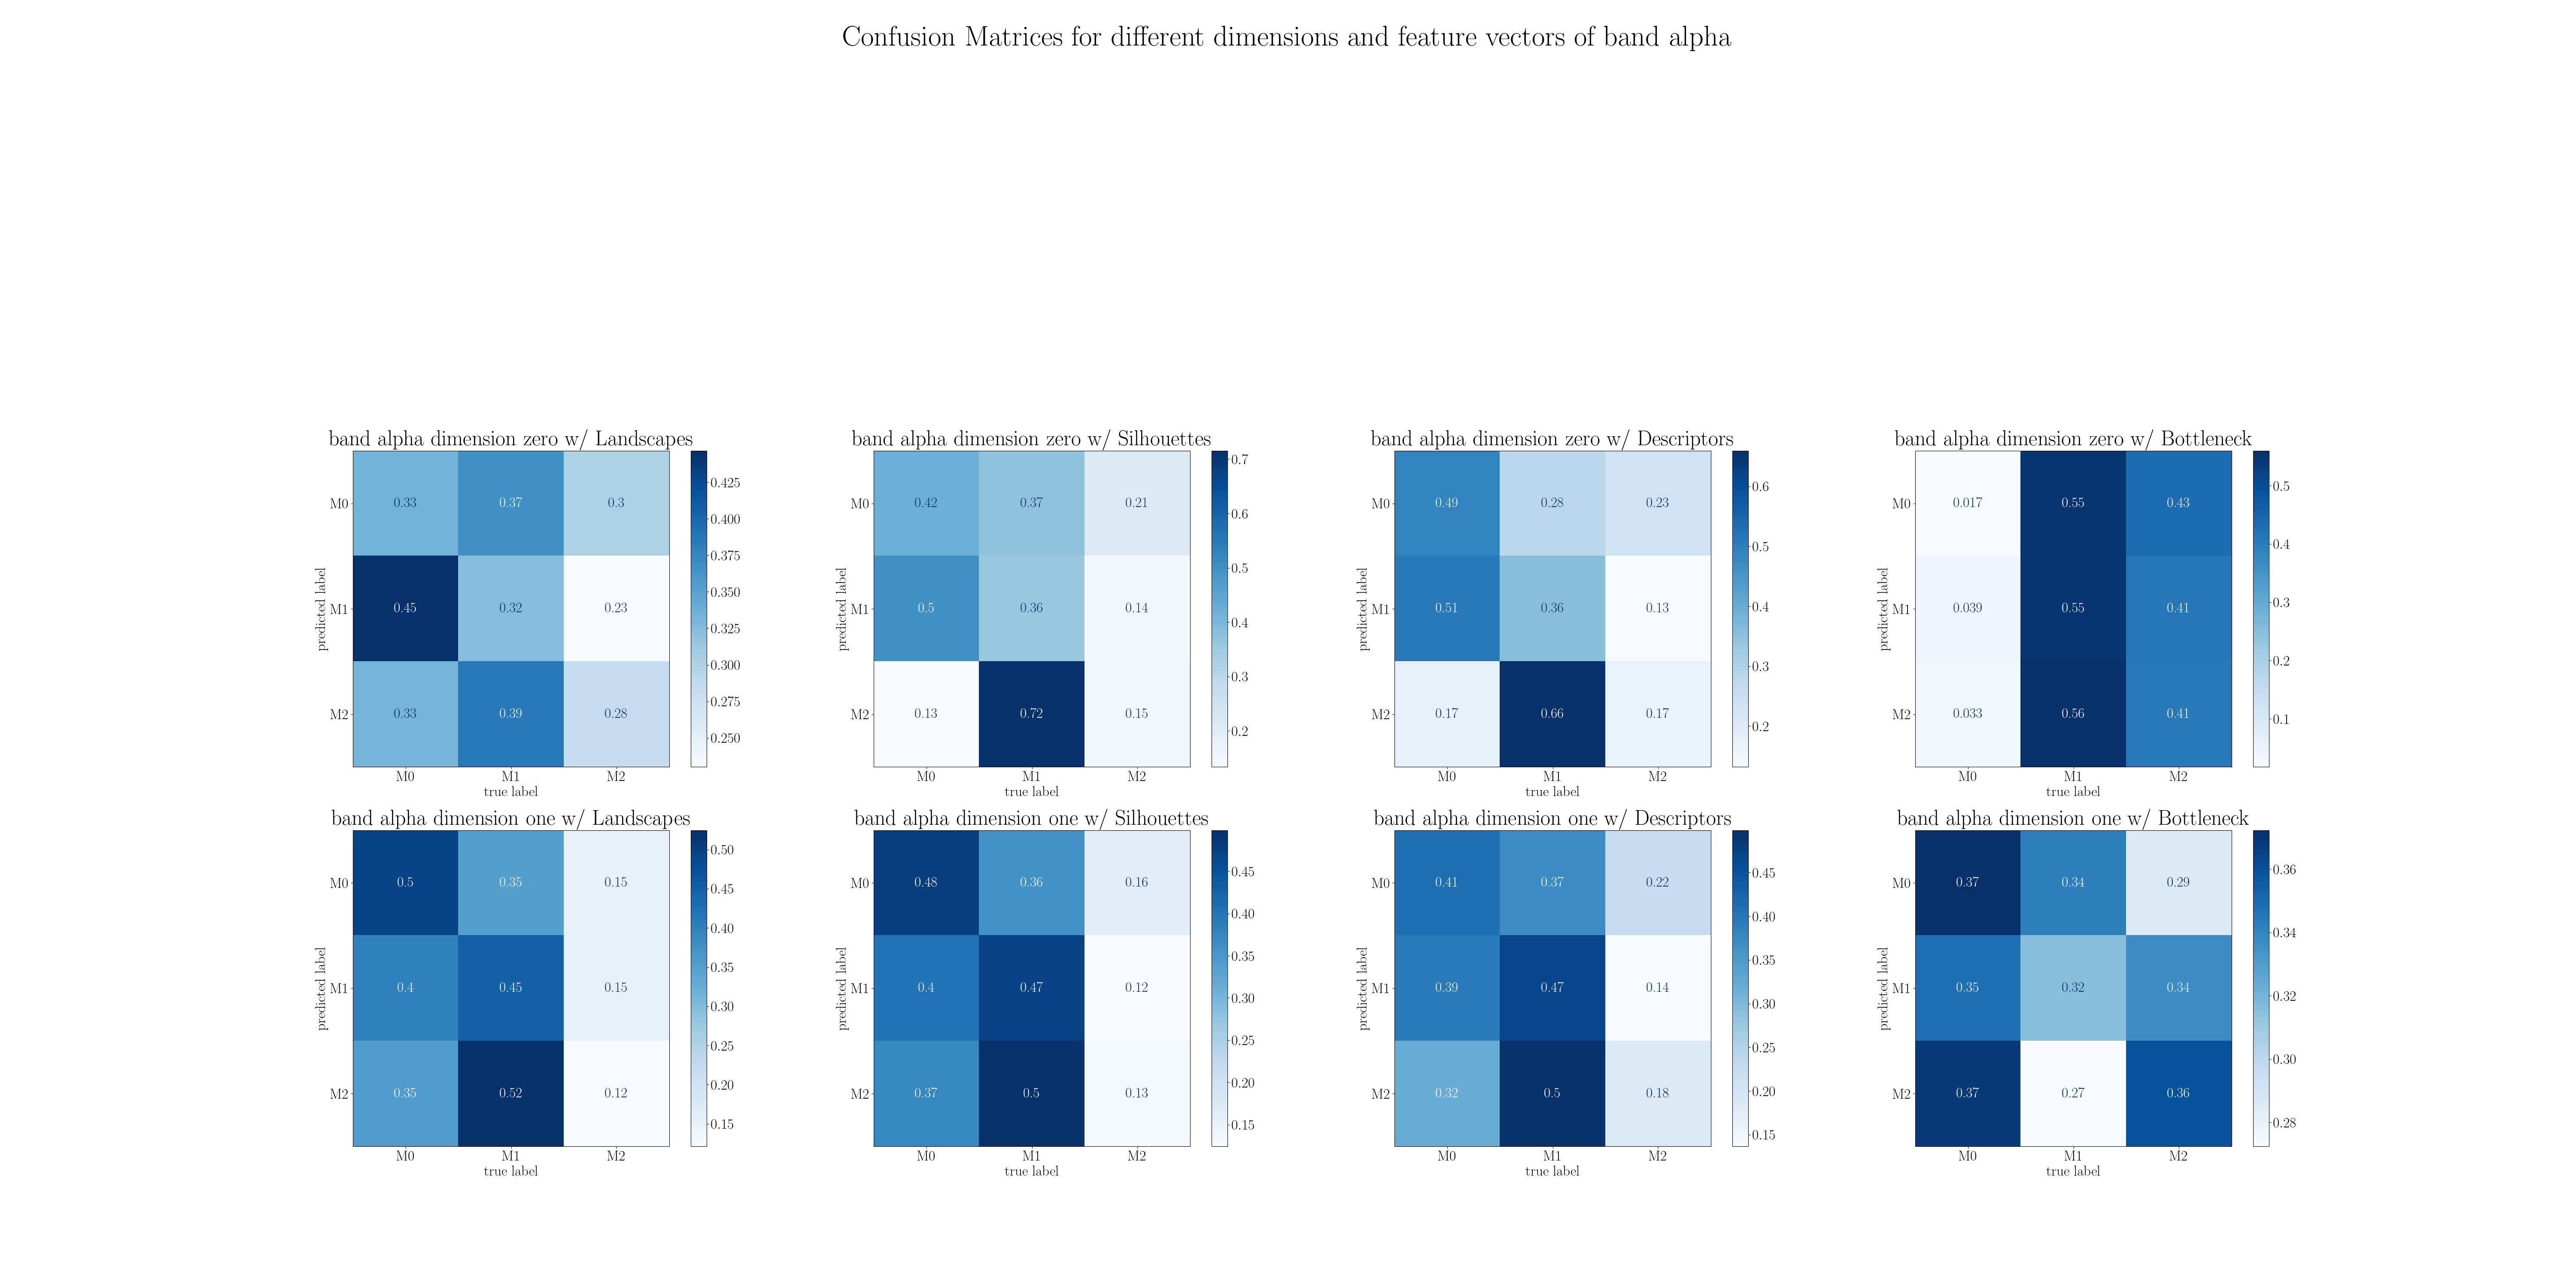 Confusion Matrices for different dimensions and feature vectors of band alpha
band alpha dimension zero w/ Landscapes
predicted label
M0 0.33 0.37 0.3
M1 0.45 0.32 0.23
M2 0.33 0.39 0.28
M0 M1 M2
true label
0.425
0.400
0.375
0.350
0.325
0.300
0.275
0.250
band alpha dimension zero w/ Silhouettes
predicted label
M0 0.42 0.37 0.21
M1 0.5 0.36 0.14
M2 0.13 0.72 0.15
M0 M1 M2
true label
0.7
0.6
0.5
0.4
0.3
0.2
band alpha dimension zero w/ Descriptors
predicted label
M0 0.49 0.28 0.23
M1 0.51 0.36 0.13
M2 0.17 0.66 0.17
M0 M1 M2
true label
0.6
0.5
0.4
0.3
0.2
band alpha dimension zero w/ Bottleneck
predicted label
M0 0.017 0.55 0.43
M1 0.039 0.55 0.41
M2 0.033 0.56 0.41
M0 M1 M2
true label
0.5
0.4
0.3
0.2
0.1
band alpha dimension one w/ Landscapes
predicted label
M0 0.5 0.35 0.15
M1 0.4 0.45 0.15
M2 0.35 0.52 0.12
M0 M1 M2
true label
0.50
0.45
0.40
0.35
0.30
0.25
0.20
0.15
band alpha dimension one w/ Silhouettes
predicted label
M0 0.48 0.36 0.16
M1 0.4 0.47 0.12
M2 0.37 0.5 0.13
M0 M1 M2
true label
0.45
0.40
0.35
0.30
0.25
0.20
0.15
band alpha dimension one w/ Descriptors
predicted label
M0 0.41 0.37 0.22
M1 0.39 0.47 0.14
M2 0.32 0.5 0.18
M0 M1 M2
true label
0.45
0.40
0.35
0.30
0.25
0.20
0.15
band alpha dimension one w/ Bottleneck
predicted label
M0 0.37 0.34 0.29
M1 0.35 0.32 0.34
M2 0.37 0.27 0.36
M0 M1 M2
true label
0.36
0.34
0.32
0.30
0.28